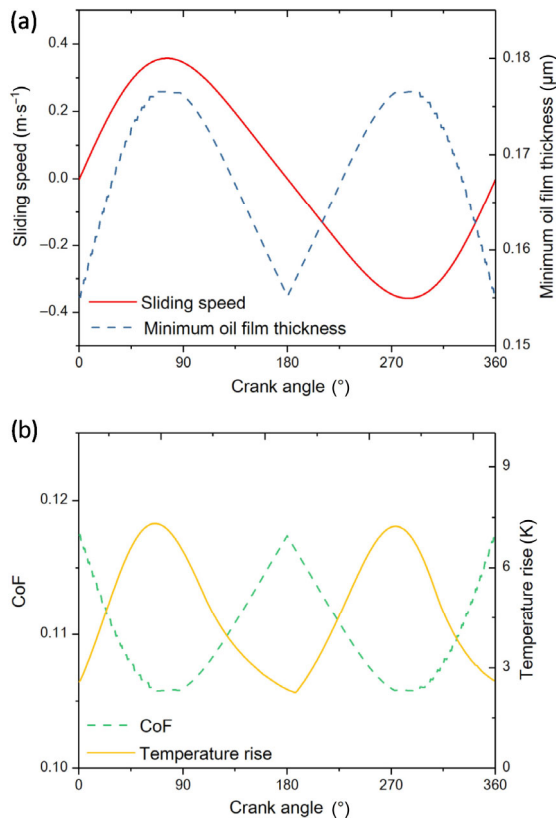 (a)
Sliding speed (m·s⁻¹)
0.4
0.2
0.0
−0.2
−0.4
0.18
0.17
0.16
0.15
Minimum oil film thickness (μm)
Sliding speed
Minimum oil film thickness
0
90
180
270
360
Crank angle (°)
(b)
CoF
0.12
0.11
0.10
9
6
3
0
Temperature rise (K)
CoF
Temperature rise
0
90
180
270
360
Crank angle (°)